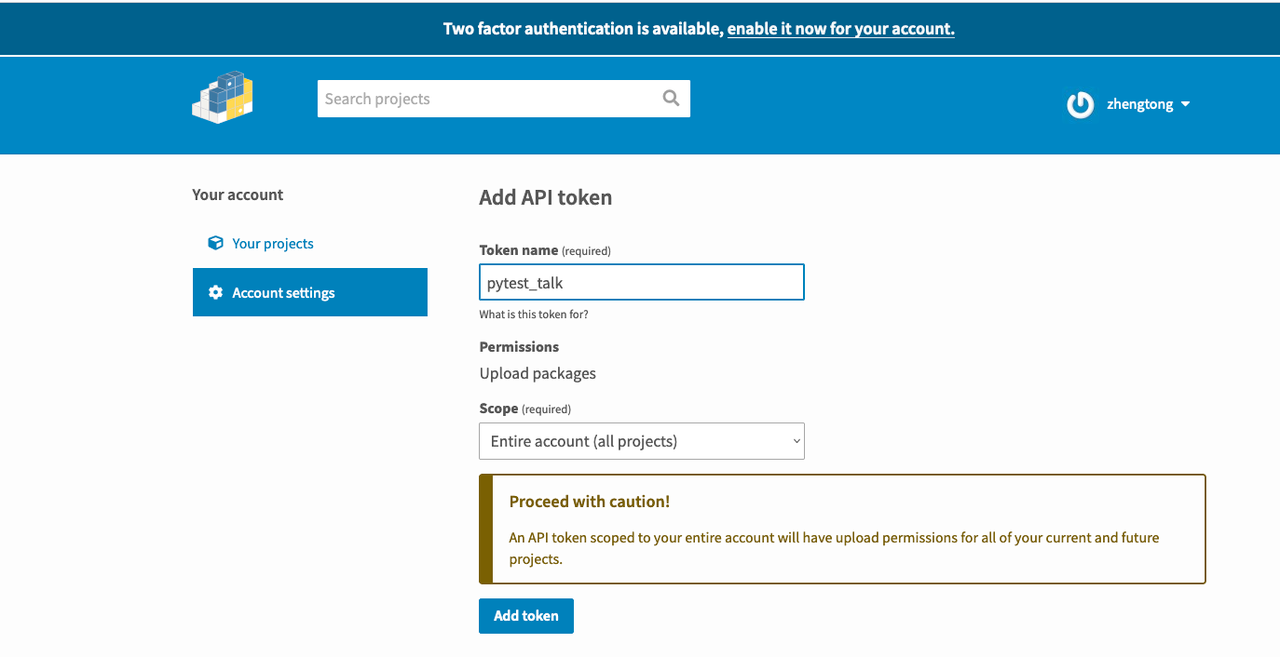 Two factor authentication is available, enable it now for your account.
Search projects
zhengtong
Your account
Your projects
Account settings
Add API token
Token name (required)
pytest_talk
What is this token for?
Permissions
Upload packages
Scope (required)
Entire account (all projects)
Proceed with caution!
An API token scoped to your entire account will have upload permissions for all of your current and future
projects.
Add token